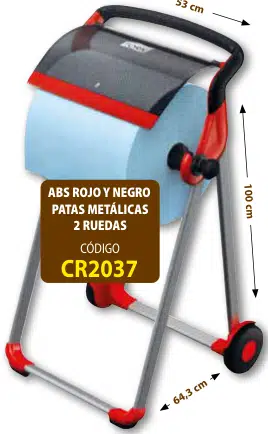 53 cm
ABS ROJO Y NEGRO
PATAS METÁLICAS
2 RUEDAS
CÓDIGO
CR2037
100 cm
64,3 cm